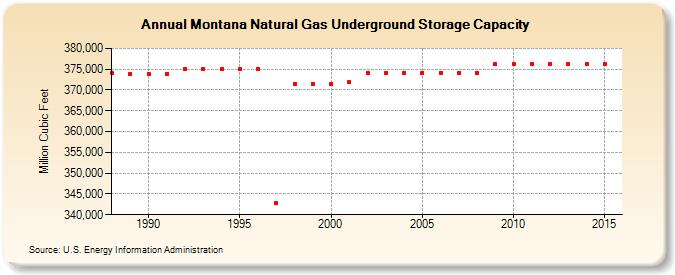 Annual Montana Natural Gas Underground Storage Capacity
Million Cubic Feet
380,000
375,000
370,000
365,000
360,000
355,000
350,000
345,000
340,000
1990 1995 2000 2005 2010 2015
Source: U.S. Energy Information Administration